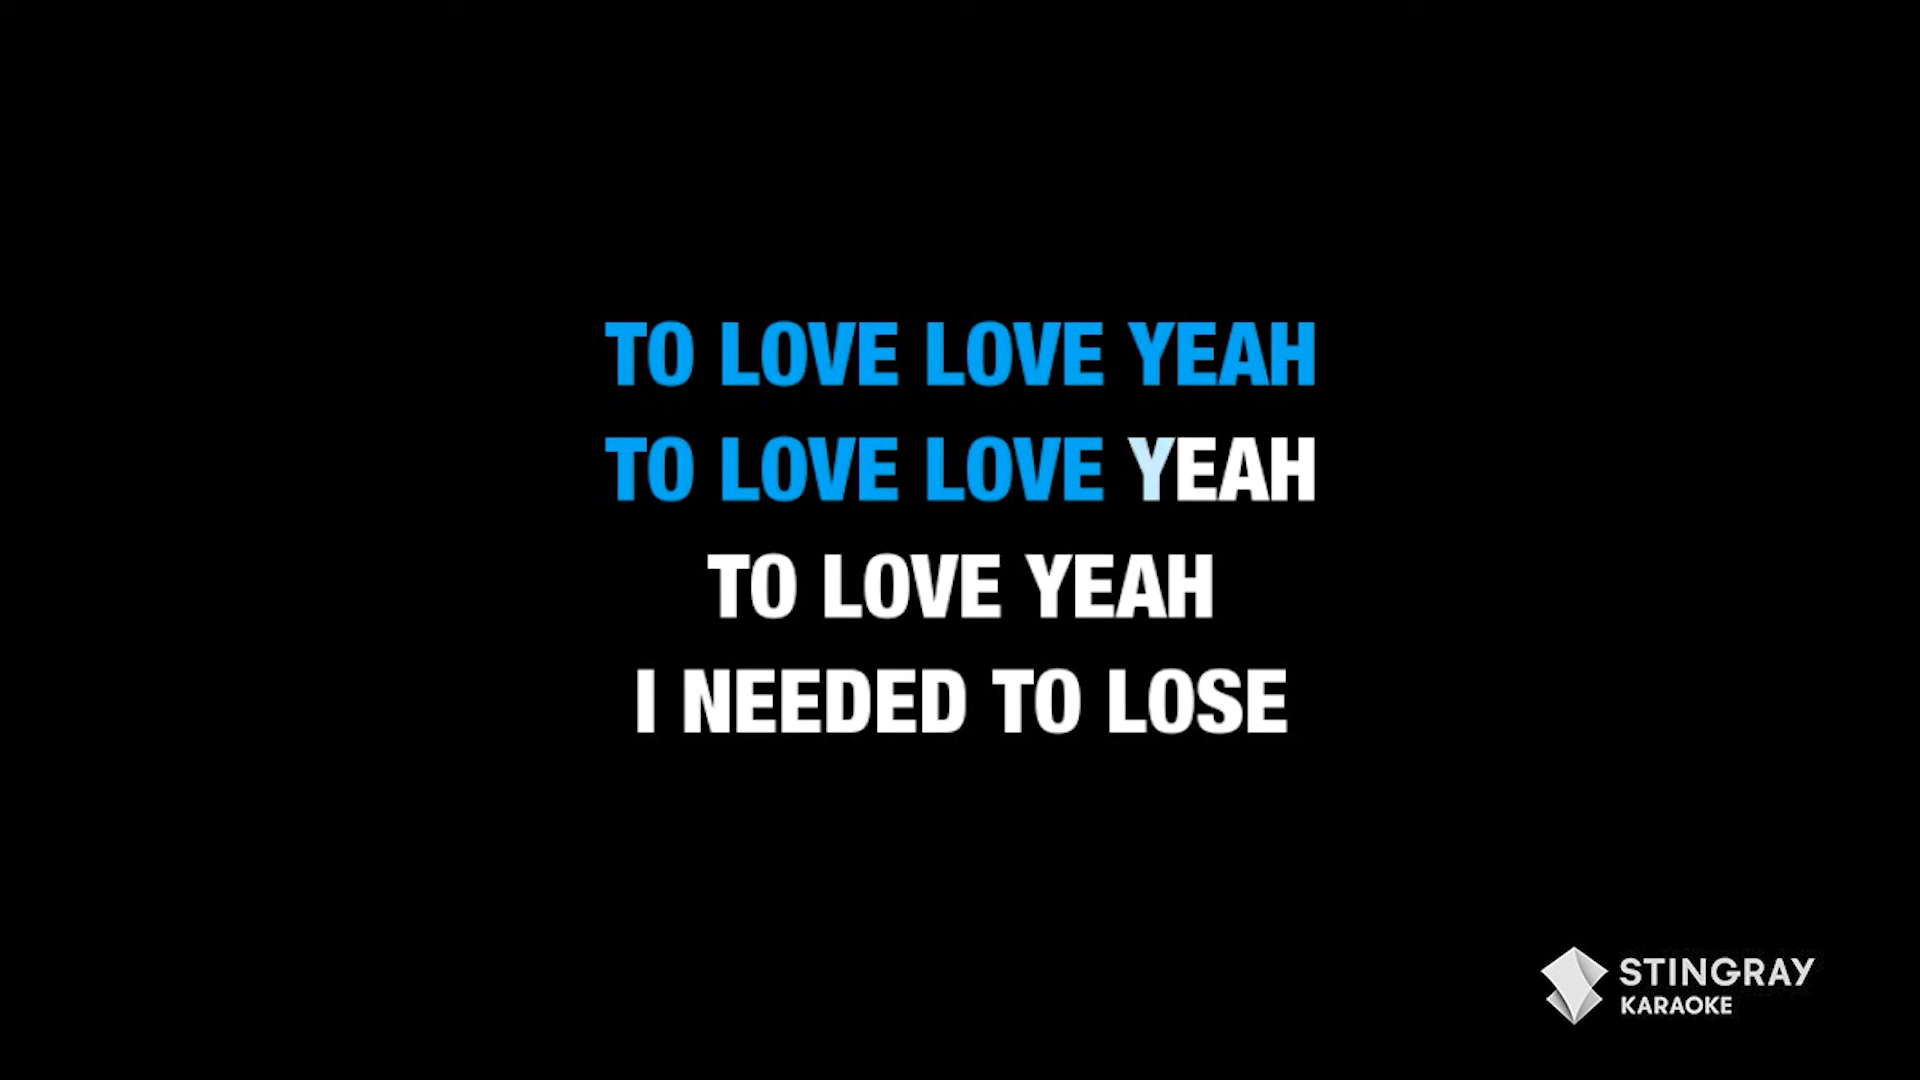 TO LOVE LOVE YEAH
TO LOVE LOVE YEAH
TO LOVE YEAH
I NEEDED TO LOSE
STINGRAY
KARAOKE